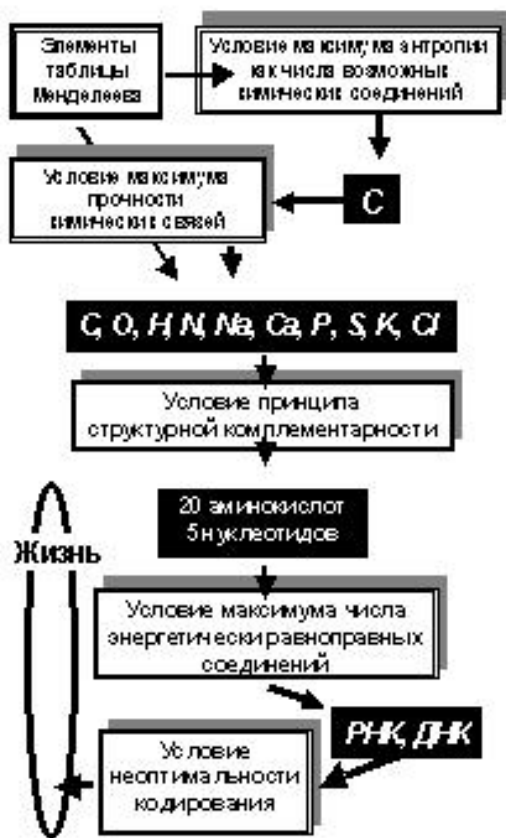 Элементы
таблицы
Менделеева
Условие максимума энтропии
как числа возможных
химических соединений
Условие максимума
прочности
химических связей
C
C, O, H, N, Na, Ca, P, S, K, Cl
Условие принципа
структурной комплементарности
20 аминокислот
5 нуклеотидов
Жизнь
Условие максимума числа
энергетически равноправных
соединений
РНК, ДНК
Условие
неоптимальности
кодирования